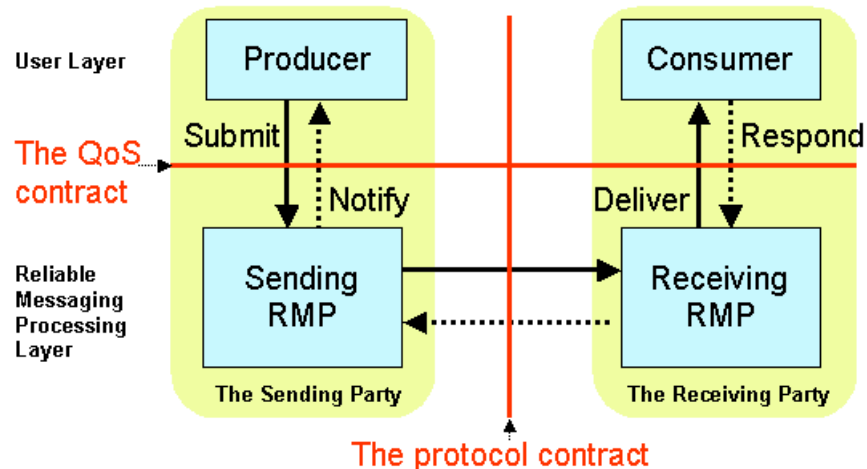 User Layer
Producer
Consumer
Submit
Respond
The QoS
contract
Notify
Deliver
Reliable
Messaging
Processing
Layer
Sending
RMP
Receiving
RMP
The Sending Party
The Receiving Party
The protocol contract